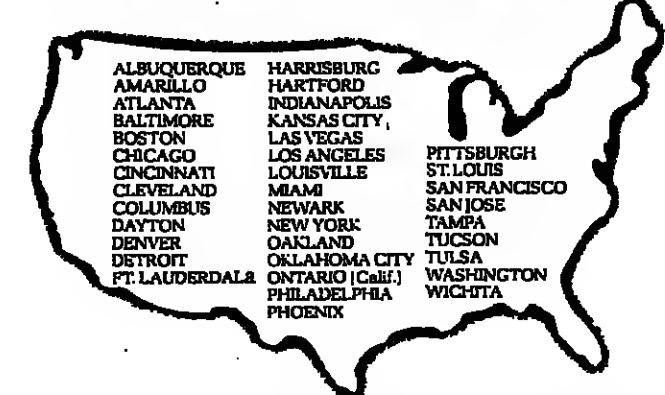 ALBUQUERQUE
AMARILLO
ATLANTA
BALTIMORE
BOSTON
CHICAGO
CINCINNATI
CLEVELAND
COLUMBUS
DAYTON
DENVER
DETROIT
FT. LAUDERDALE
HARRISBURG
HARTFORD
INDIANAPOLIS
KANSAS CITY
LAS VEGAS
LOS ANGELES
LOUISVILLE
MIAMI
NEWARK
NEW YORK
OAKLAND
OKLAHOMA CITY
ONTARIO (Calif.)
PHILADELPHIA
PHOENIX
PITTSBURGH
ST. LOUIS
SAN FRANCISCO
SAN JOSE
TAMPA
TUCSON
TULSA
WASHINGTON
WICHITA